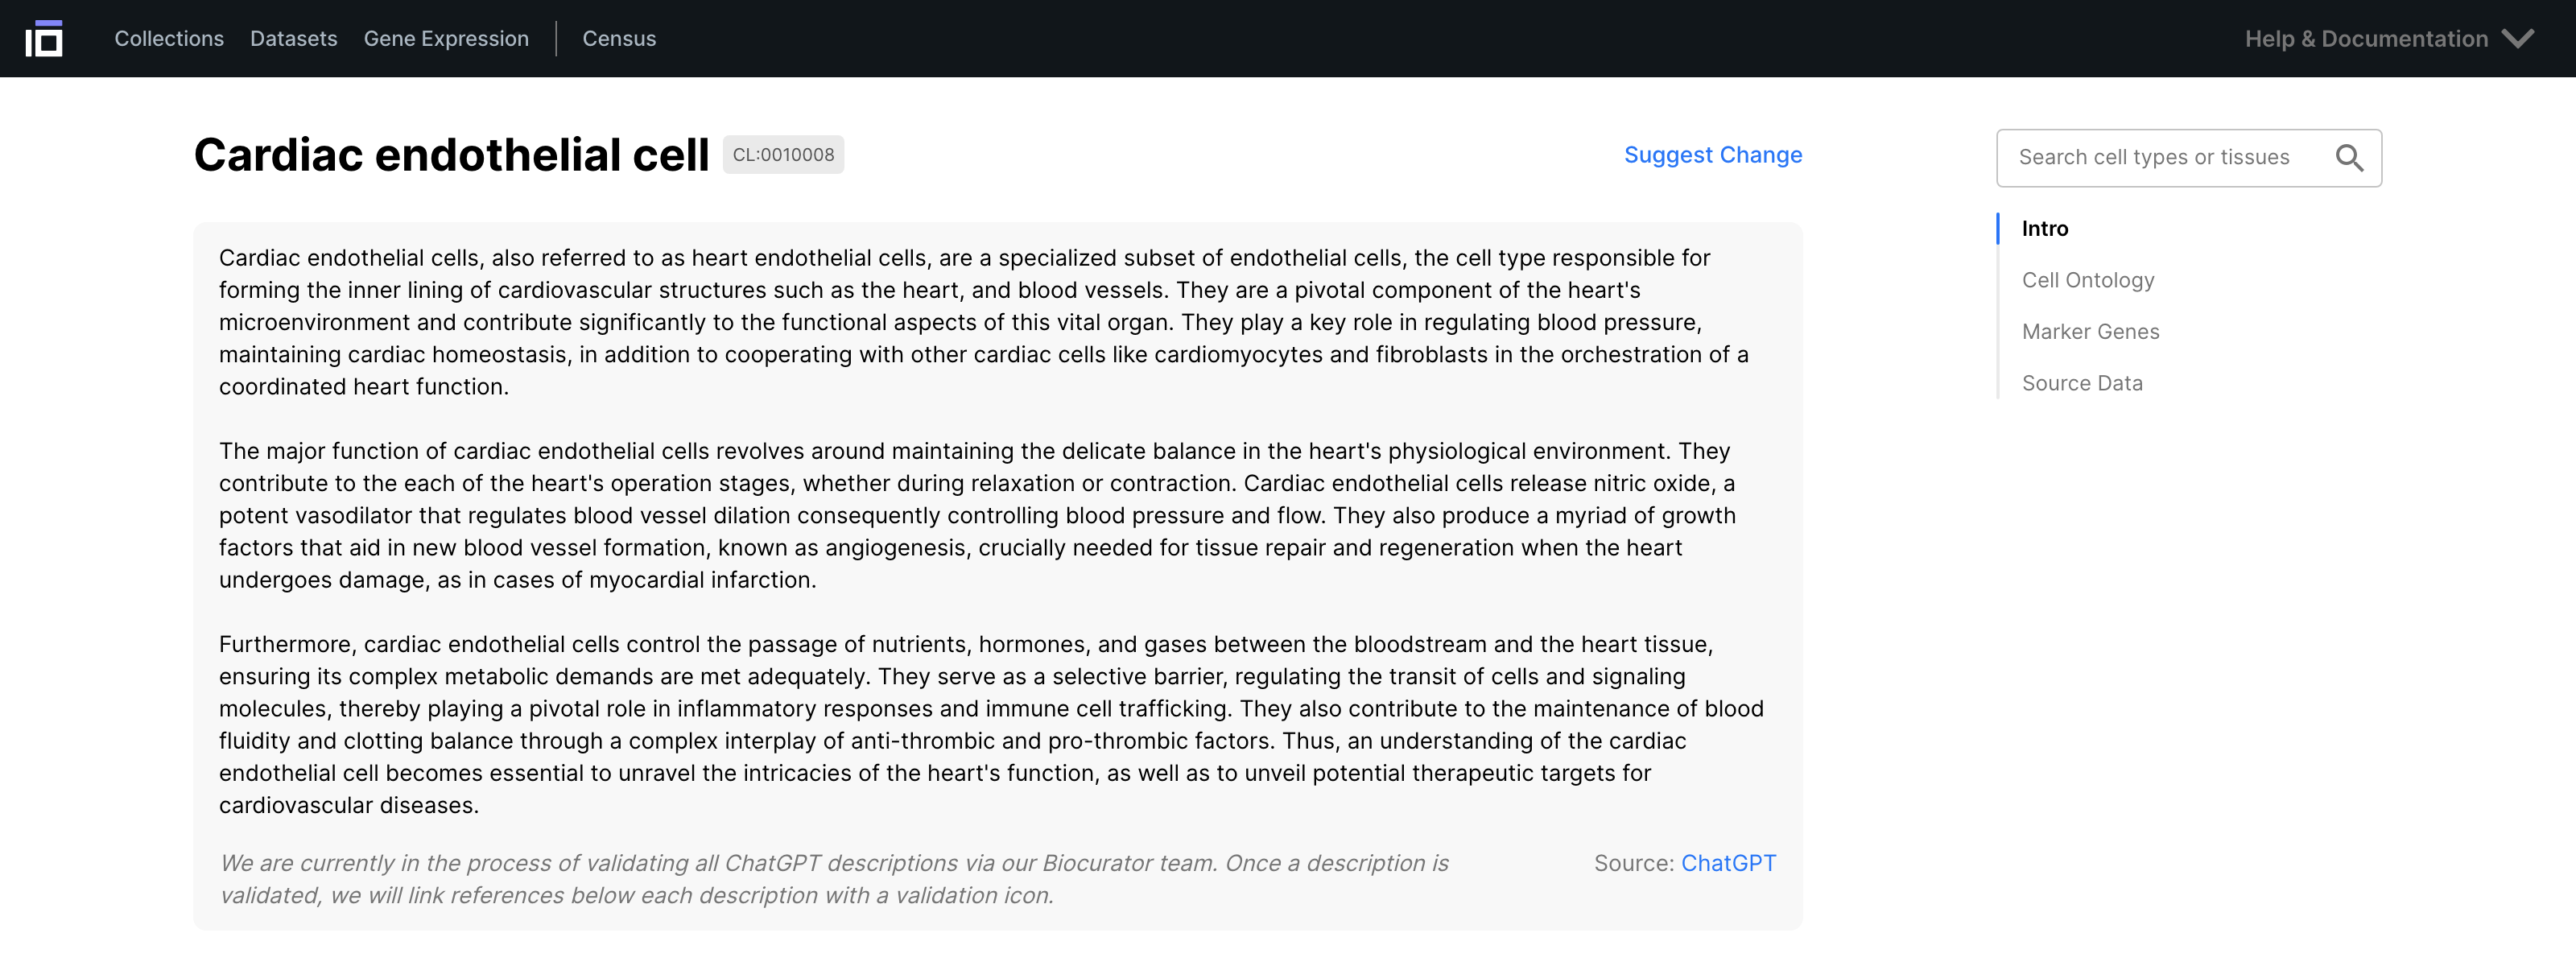 Collections
Datasets
Gene Expression
Census
Help & Documentation
Cardiac endothelial cell
CL:0010008
Suggest Change
Search cell types or tissues
Cardiac endothelial cells, also referred to as heart endothelial cells, are a specialized subset of endothelial cells, the cell type responsible for
forming the inner lining of cardiovascular structures such as the heart, and blood vessels. They are a pivotal component of the heart's
microenvironment and contribute significantly to the functional aspects of this vital organ. They play a key role in regulating blood pressure,
maintaining cardiac homeostasis, in addition to cooperating with other cardiac cells like cardiomyocytes and fibroblasts in the orchestration of a
coordinated heart function.
The major function of cardiac endothelial cells revolves around maintaining the delicate balance in the heart's physiological environment. They
contribute to the each of the heart's operation stages, whether during relaxation or contraction. Cardiac endothelial cells release nitric oxide, a
potent vasodilator that regulates blood vessel dilation consequently controlling blood pressure and flow. They also produce a myriad of growth
factors that aid in new blood vessel formation, known as angiogenesis, crucially needed for tissue repair and regeneration when the heart
undergoes damage, as in cases of myocardial infarction.
Furthermore, cardiac endothelial cells control the passage of nutrients, hormones, and gases between the bloodstream and the heart tissue,
ensuring its complex metabolic demands are met adequately. They serve as a selective barrier, regulating the transit of cells and signaling
molecules, thereby playing a pivotal role in inflammatory responses and immune cell trafficking. They also contribute to the maintenance of blood
fluidity and clotting balance through a complex interplay of anti-thrombic and pro-thrombic factors. Thus, an understanding of the cardiac
endothelial cell becomes essential to unravel the intricacies of the heart's function, as well as to unveil potential therapeutic targets for
cardiovascular diseases.
We are currently in the process of validating all ChatGPT descriptions via our Biocurator team. Once a description is
validated, we will link references below each description with a validation icon.
Source: ChatGPT
Intro
Cell Ontology
Marker Genes
Source Data